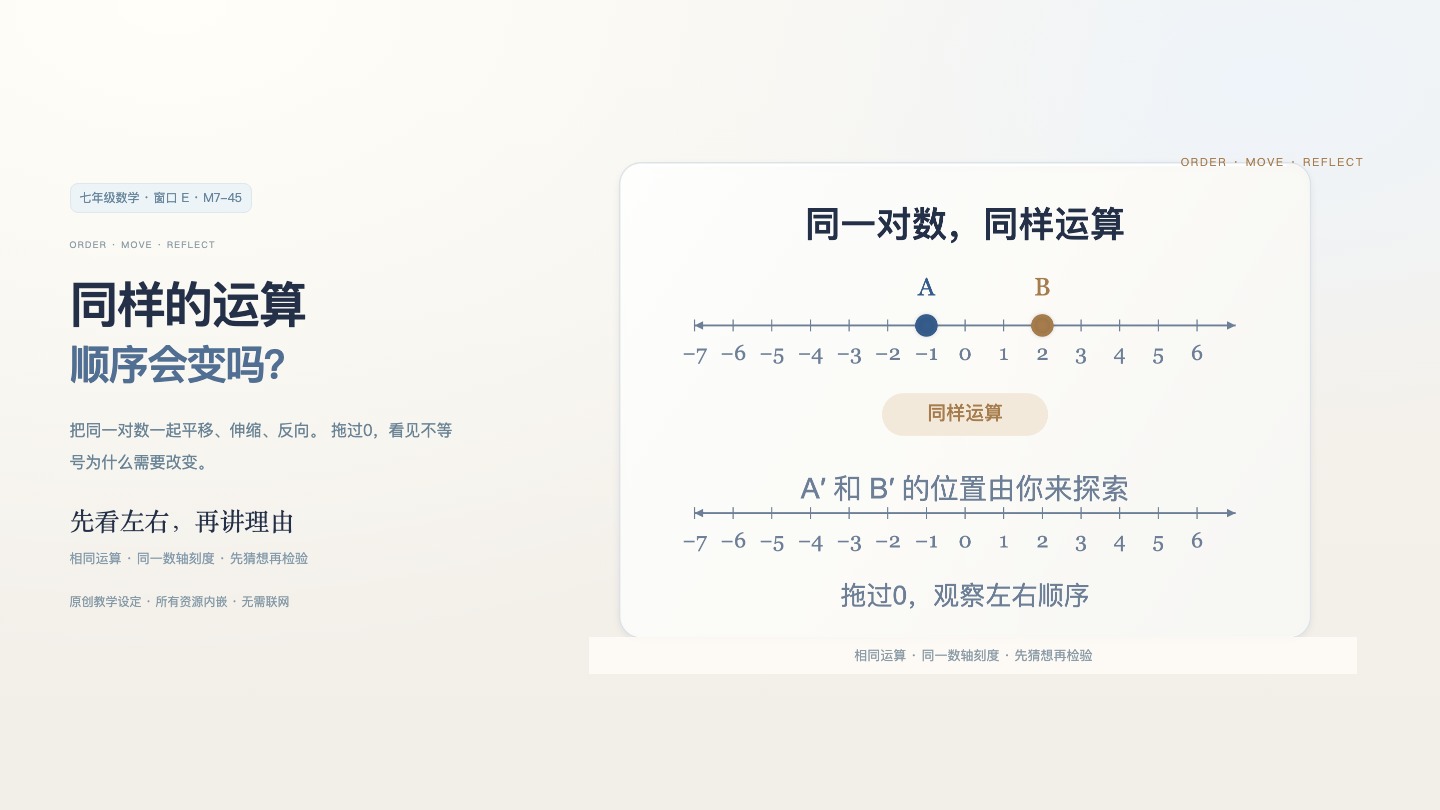 七年级数学 · 窗口 E · M7–45
ORDER · MOVE · REFLECT
同样的运算
顺序会变吗?
把同一对数一起平移、伸缩、反向。 拖过0，看见不等
号为什么需要改变。
先看左右，再讲理由
相同运算 · 同一数轴刻度 · 先猜想再检验
原创教学设定 · 所有资源内嵌 · 无需联网
ORDER · MOVE · REFLECT
同一对数，同样运算
A B
−7 −6 −5 −4 −3 −2 −1 0 1 2 3 4 5 6
同样运算
A′ 和 B′ 的位置由你来探索
−7 −6 −5 −4 −3 −2 −1 0 1 2 3 4 5 6
拖过0，观察左右顺序
相同运算 · 同一数轴刻度 · 先猜想再检验